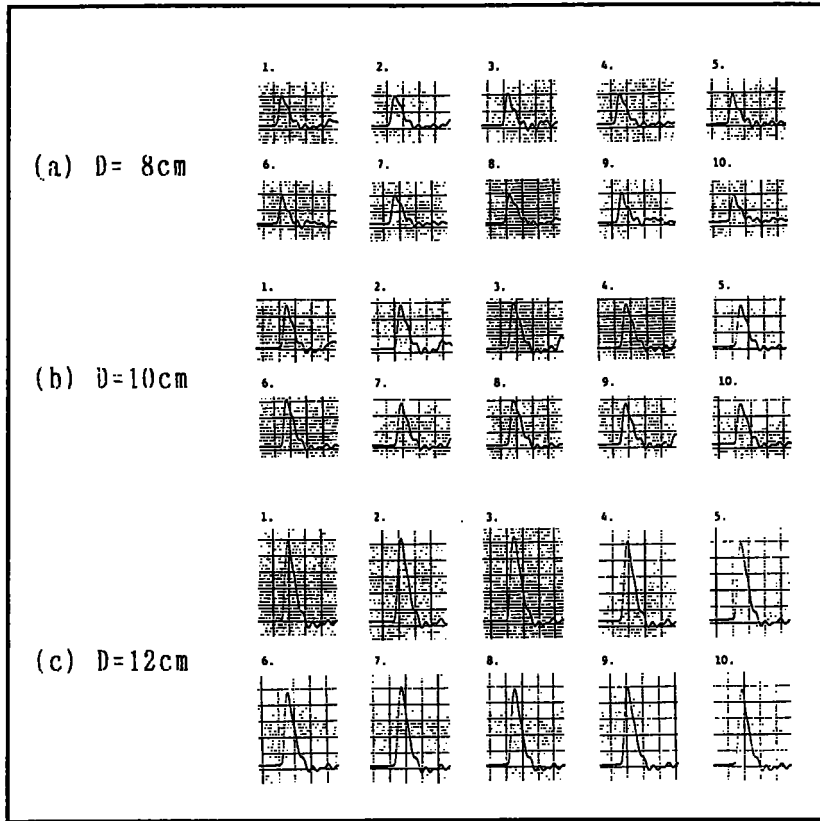 1. 2. 3. 4. 5.
(a) D= 8cm
6. 7. 8. 9. 10.
1. 2. 3. 4. 5.
(b) D=10cm
6. 7. 8. 9. 10.
1. 2. 3. 4. 5.
(c) D=12cm
6. 7. 8. 9. 10.